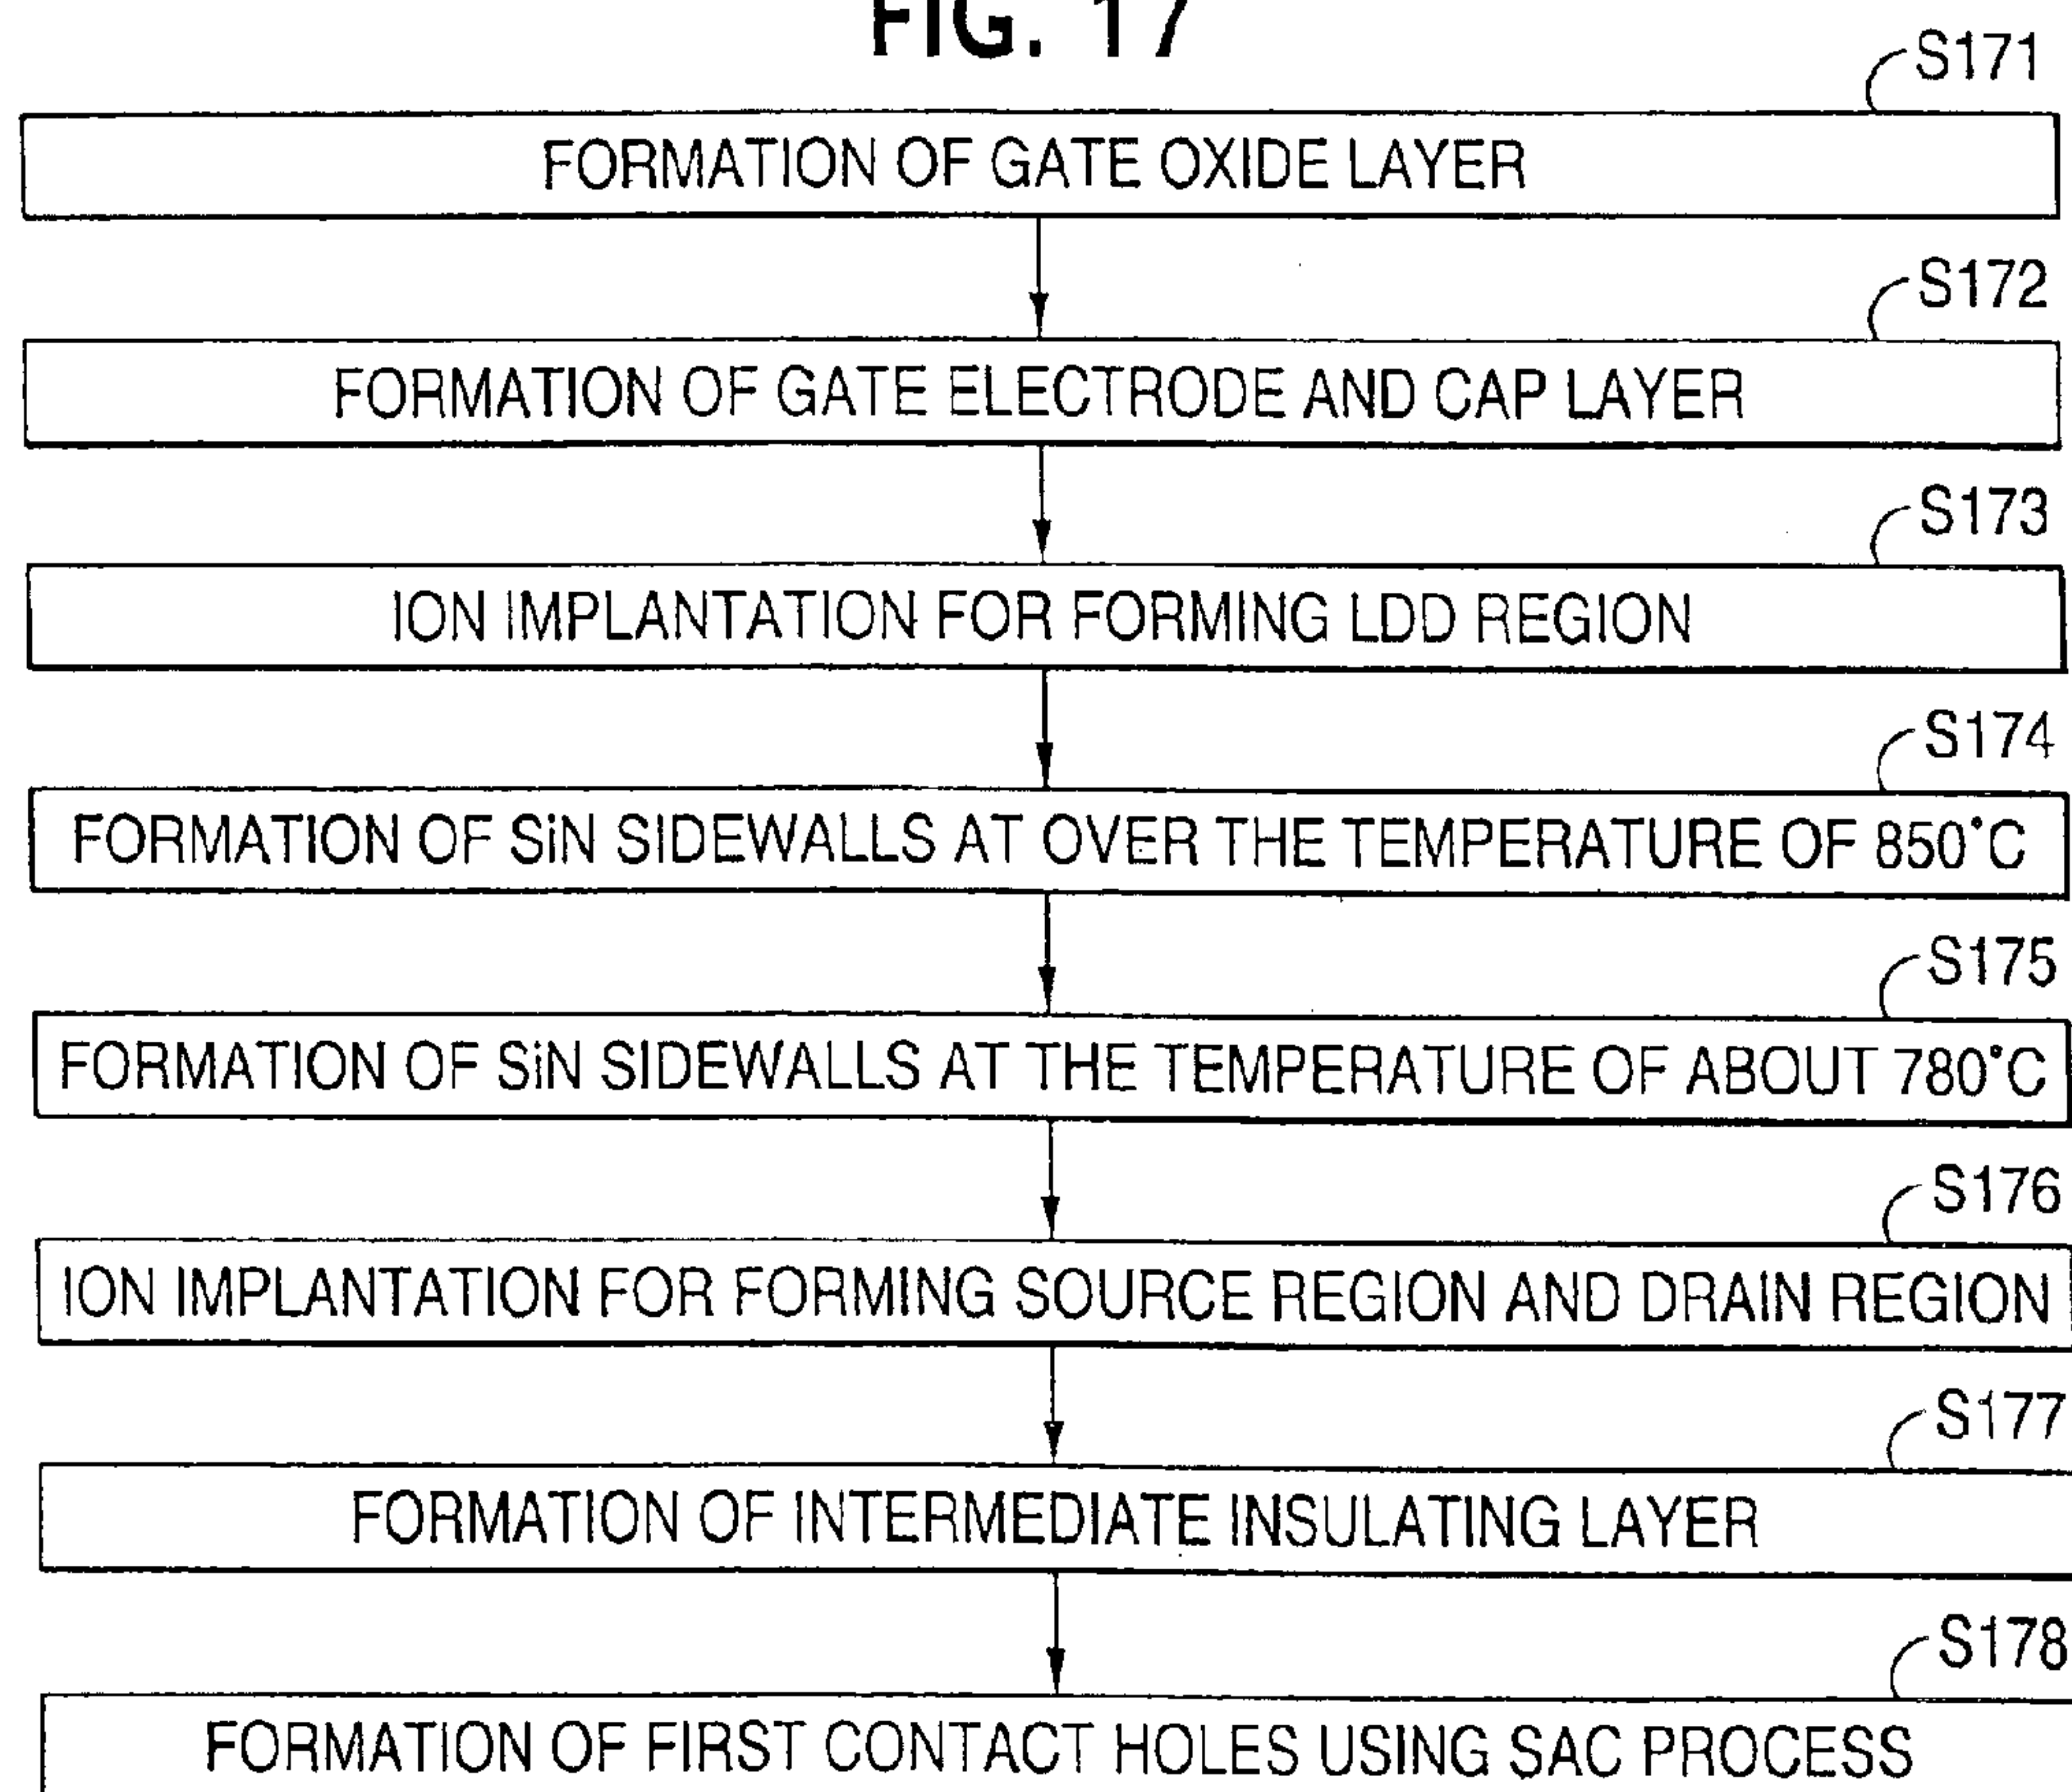 FIG. 17
S171
FORMATION OF GATE OXIDE LAYER
S172
FORMATION OF GATE ELECTRODE AND CAP LAYER
S173
ION IMPLANTATION FOR FORMING LDD REGION
S174
FORMATION OF SiN SIDEWALLS AT OVER THE TEMPERATURE OF 850°C
S175
FORMATION OF SiN SIDEWALLS AT THE TEMPERATURE OF ABOUT 780°C
S176
ION IMPLANTATION FOR FORMING SOURCE REGION AND DRAIN REGION
S177
FORMATION OF INTERMEDIATE INSULATING LAYER
S178
FORMATION OF FIRST CONTACT HOLES USING SAC PROCESS